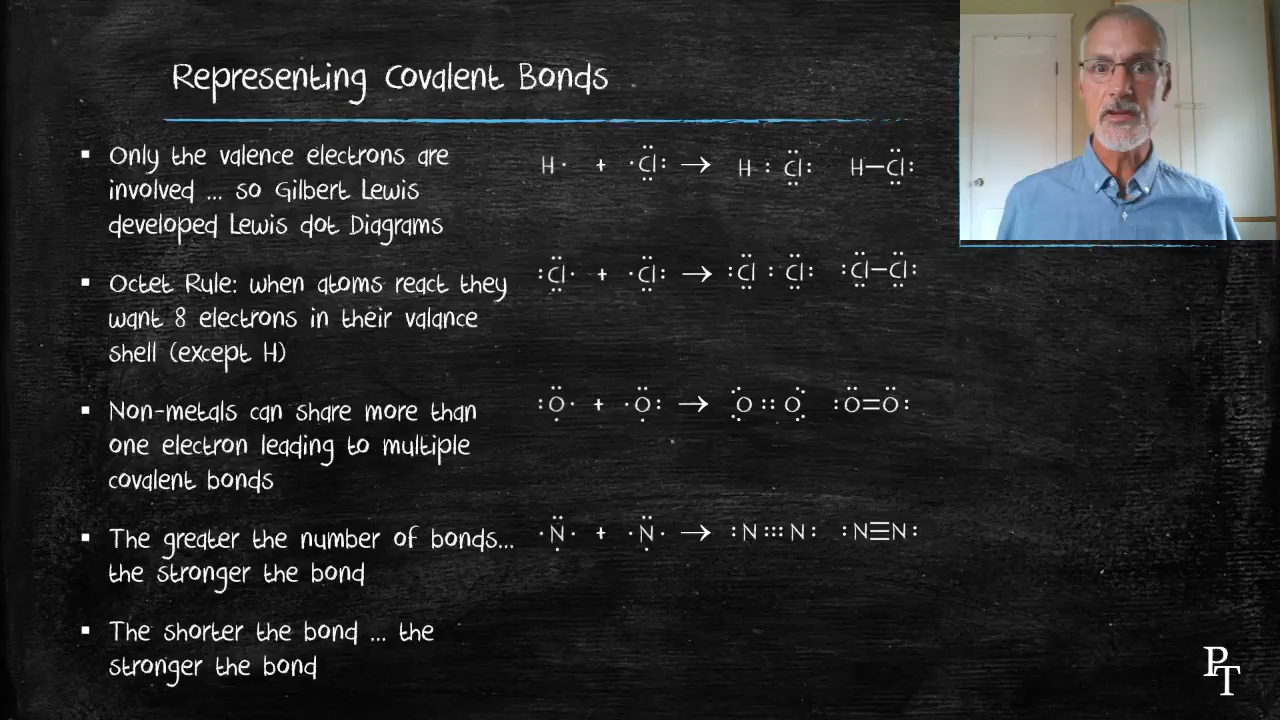 Representing Covalent Bonds
▪ Only the valence electrons are
involved ... so Gilbert Lewis
developed Lewis dot Diagrams
▪ Octet Rule: when atoms react they
want 8 electrons in their valance
shell (except H)
▪ Non-metals can share more than
one electron leading to multiple
covalent bonds
▪ The greater the number of bonds...
the stronger the bond
▪ The shorter the bond ... the
stronger the bond
H· + ·Cl: → H : Cl: H—Cl:
:Cl· + ·Cl: → :Cl : Cl: :Cl—Cl:
:O· + ·O: → O :: O :O=O:
·N· + ·N· → :N ::: N: :N≡N:
PT